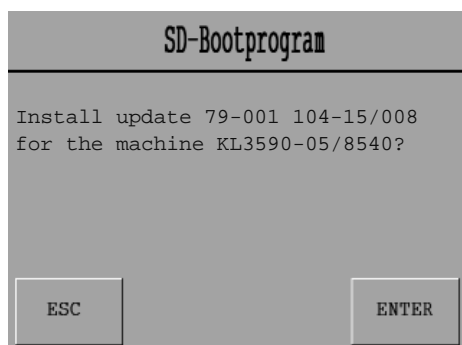 SD-Bootprogram
Install update 79-001 104-15/008
for the machine KL3590-05/8540?
ESC
ENTER